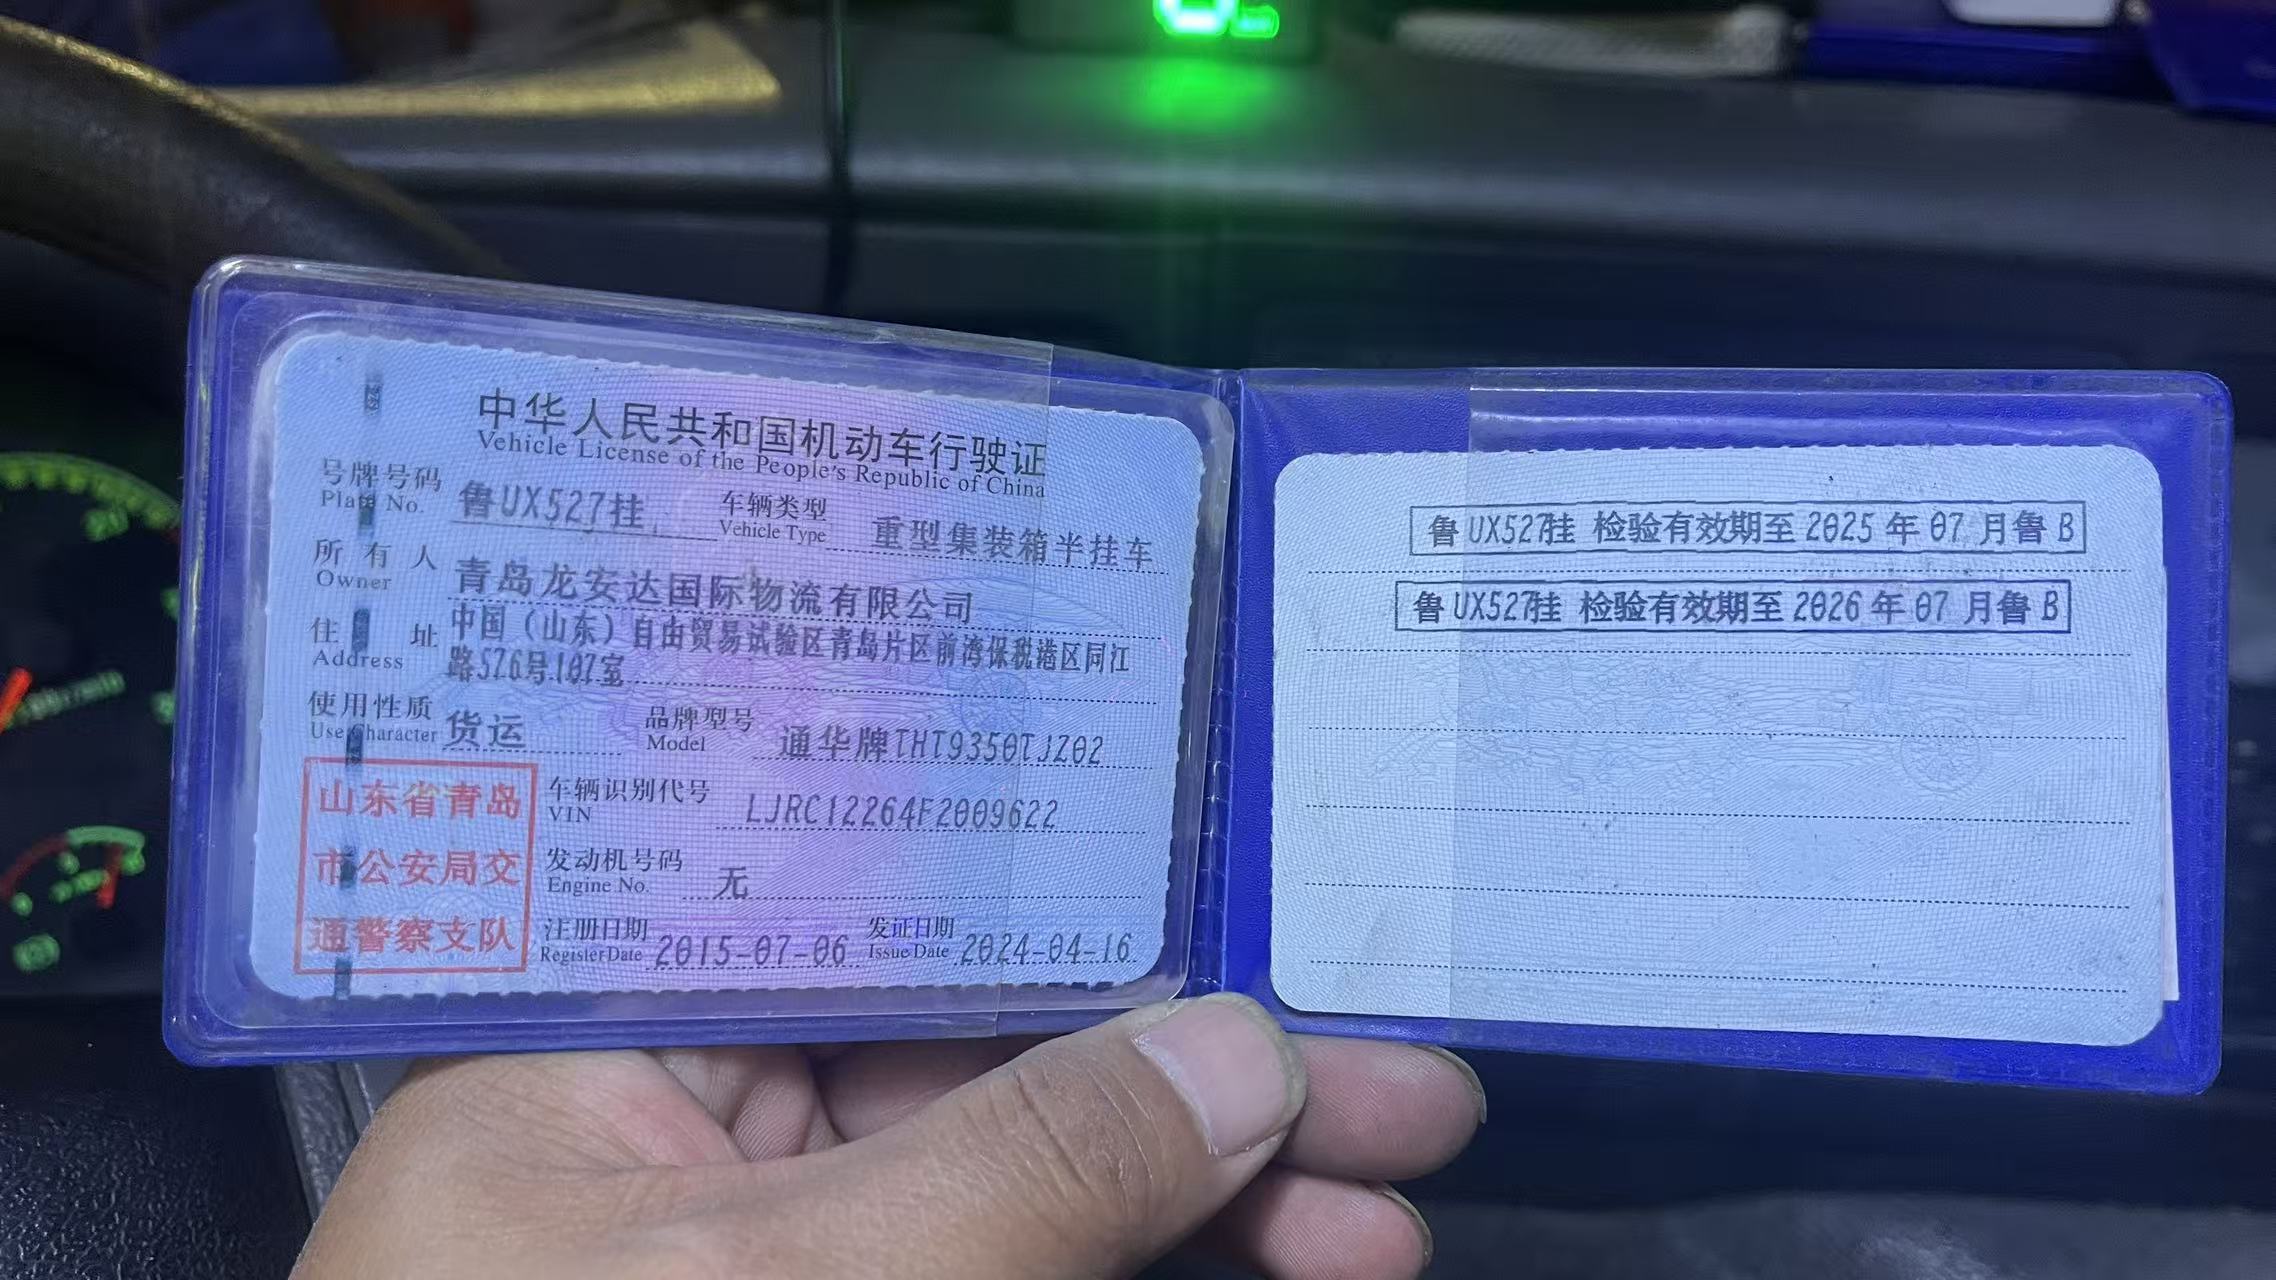 中华人民共和国机动车行驶证
Vehicle License of the People's Republic of China
号牌号码 鲁UX527挂 车辆类型 重型集装箱半挂车
Plate No. Vehicle Type
所有人 青岛龙安达国际物流有限公司
Owner
住址 中国（山东）自由贸易试验区青岛片区前湾保税港区同江
Address 路526号107室
使用性质 货运 品牌型号 通华牌THT9350TJZ02
Use Character Model
山东省青岛
市公安局交
通警察支队
车辆识别代号 LJRC12264F2009622
VIN
发动机号码 无
Engine No.
注册日期 2015-07-06 发证日期 2024-04-16
Register Date Issue Date
鲁UX527挂 检验有效期至2025年07月鲁B
鲁UX527挂 检验有效期至2026年07月鲁B